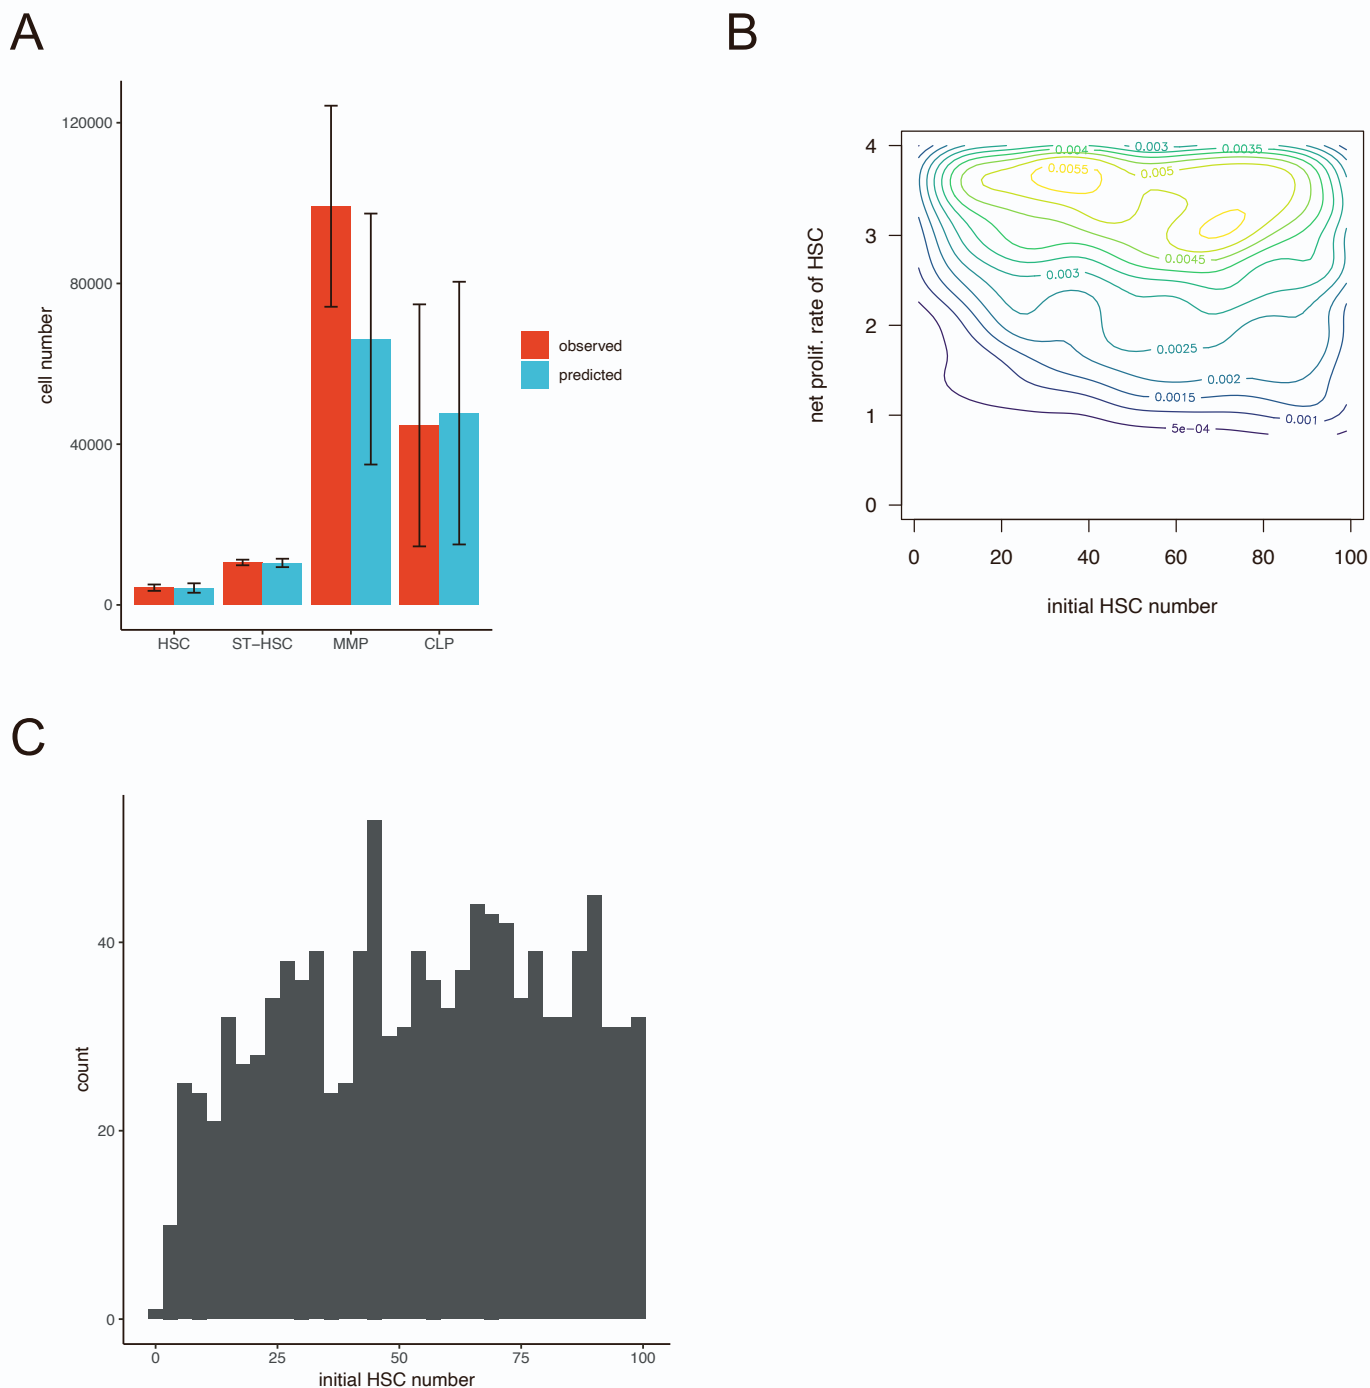 A
120000
80000
40000
0
cell number
HSC
ST−HSC
MMP
CLP
observed
predicted
B
4
3
2
1
0
net prolif. rate of HSC
0.004
0.003
0.0035
0.0055
0.005
0.0045
0.003
0.0025
0.002
0.0015
0.001
5e−04
0
20
40
60
80
100
initial HSC number
C
40
20
0
count
0
25
50
75
100
initial HSC number